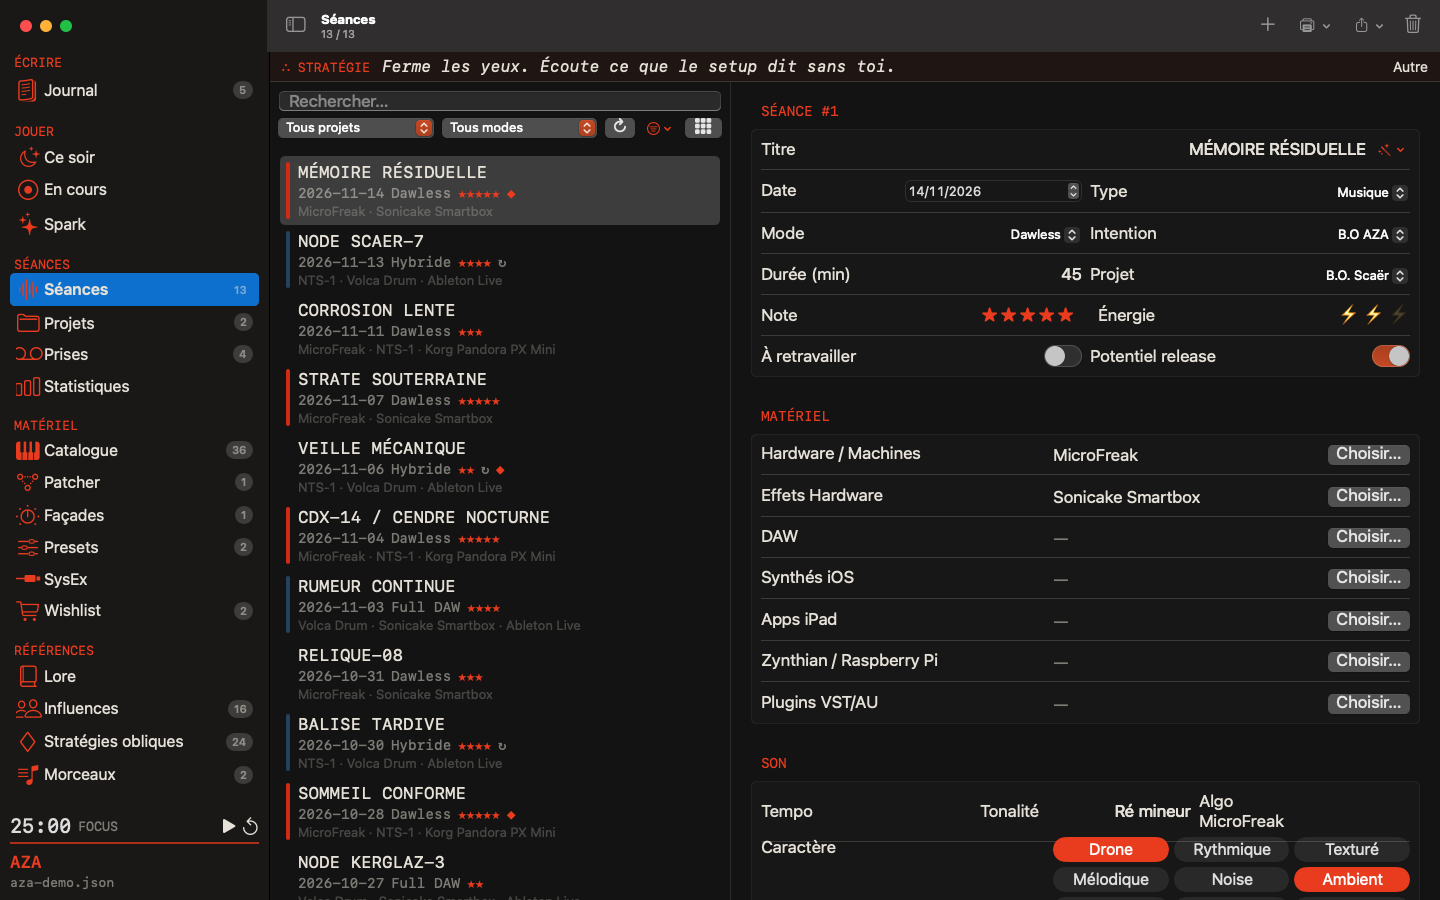 Séances
13 / 13
ÉCRIRE
Journal 5
JOUER
Ce soir
En cours
Spark
SÉANCES
Séances 13
Projets 2
Prises 4
Statistiques
MATÉRIEL
Catalogue 36
Patcher 1
Façades 1
Presets 2
SysEx
Wishlist 2
RÉFÉRENCES
Lore
Influences 16
Stratégies obliques 24
Morceaux 2
25:00 FOCUS
AZA
aza-demo.json
STRATÉGIE Ferme les yeux. Écoute ce que le setup dit sans toi. Autre
Rechercher...
Tous projets Tous modes
MÉMOIRE RÉSIDUELLE
2026-11-14 Dawless ★★★★★ ◆
MicroFreak · Sonicake Smartbox
NODE SCAER-7
2026-11-13 Hybride ★★★★ ↻
NTS-1 · Volca Drum · Ableton Live
CORROSION LENTE
2026-11-11 Dawless ★★★
MicroFreak · NTS-1 · Korg Pandora PX Mini
STRATE SOUTERRAINE
2026-11-07 Dawless ★★★★★
MicroFreak · Sonicake Smartbox
VEILLE MÉCANIQUE
2026-11-06 Hybride ★★ ↻ ◆
NTS-1 · Volca Drum · Ableton Live
CDX-14 / CENDRE NOCTURNE
2026-11-04 Dawless ★★★★★
MicroFreak · NTS-1 · Korg Pandora PX Mini
RUMEUR CONTINUE
2026-11-03 Full DAW ★★★★
Volca Drum · Sonicake Smartbox · Ableton Live
RELIQUE-08
2026-10-31 Dawless ★★★
MicroFreak · Sonicake Smartbox
BALISE TARDIVE
2026-10-30 Hybride ★★★★ ↻
NTS-1 · Volca Drum · Ableton Live
SOMMEIL CONFORME
2026-10-28 Dawless ★★★★★ ◆
MicroFreak · NTS-1 · Korg Pandora PX Mini
NODE KERGLAZ-3
2026-10-27 Full DAW ★★
Volca Drum · Sonicake Smartbox · Ableton Live
SÉANCE #1
Titre MÉMOIRE RÉSIDUELLE
Date 14/11/2026 Type Musique
Mode Dawless Intention B.O AZA
Durée (min) 45 Projet B.O. Scaër
Note ★★★★★ Énergie
À retravailler Potentiel release
MATÉRIEL
Hardware / Machines MicroFreak Choisir...
Effets Hardware Sonicake Smartbox Choisir...
DAW — Choisir...
Synthés iOS — Choisir...
Apps iPad — Choisir...
Zynthian / Raspberry Pi — Choisir...
Plugins VST/AU — Choisir...
SON
Tempo Tonalité Ré mineur Algo MicroFreak
Caractère Drone Rythmique Texturé
Mélodique Noise Ambient